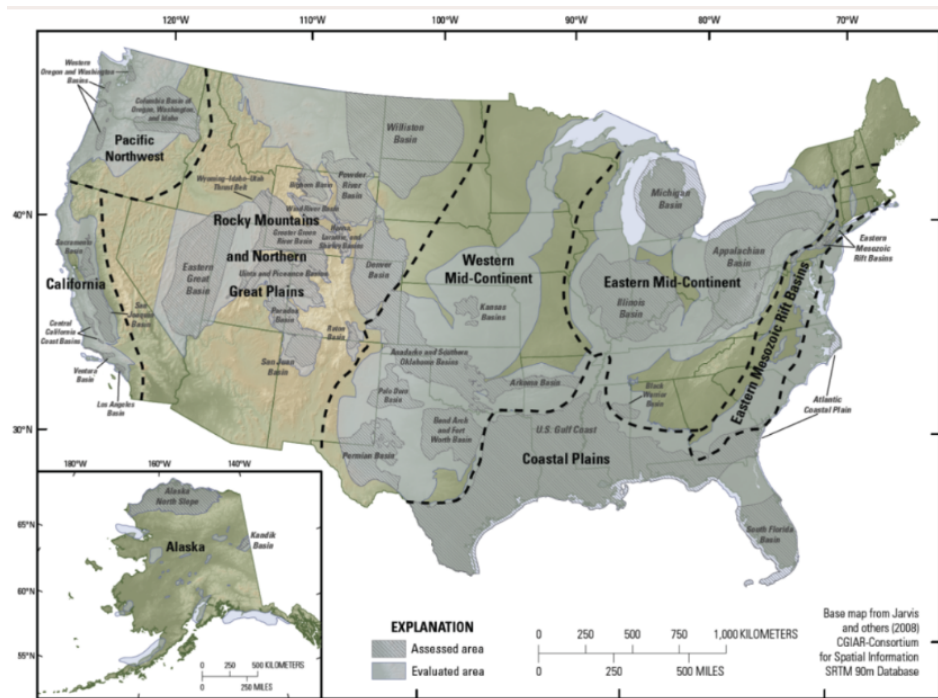 120°W
110°W
100°W
90°W
80°W
70°W
Western
Oregon and Washington
Basins
Columbia Basin of
Oregon, Washington,
and Idaho
Pacific
Northwest
Williston
Basin
Wyoming-Idaho-Utah
Thrust Belt
Bighorn Basin
Powder
River
Basin
Wind River Basin
Michigan
Basin
40°N
40°N
Rocky Mountains
Greater Green
River Basin
Hanna,
Laramie, and
Shirley Basins
Sacramento
Basin
and Northern
Denver
Basin
Western
Mid-Continent
Appalachian
Basin
Eastern
Mesozoic
Rift Basins
Eastern
Great
Basin
Uinta and Piceance Basins
California
Great Plains
Eastern Mid-Continent
Illinois
Basin
Kansas
Basins
San
Joaquin
Basin
Paradox
Basin
Raton
Basin
Eastern Mesozoic Rift Basins
Central
California
Coast Basins
San Juan
Basin
Anadarko and Southern
Oklahoma Basins
Ventura
Basin
Los Angeles
Basin
Palo Duro
Basin
Arkoma Basin
Black
Warrior
Basin
Atlantic
Coastal Plain
30°N
30°N
Bend Arch
and Fort
Worth Basin
U.S. Gulf Coast
Permian Basin
Coastal Plains
South Florida
Basin
180°W
160°W
140°W
Alaska
North Slope
65°N
Kandik
Basin
Alaska
60°N
55°N
0 250 500 KILOMETERS
0 125 250 MILES
EXPLANATION
Assessed area
Evaluated area
0 250 500 750 1,000 KILOMETERS
0 250 500 MILES
Base map from Jarvis
and others (2008)
CGIAR-Consortium
for Spatial Information
SRTM 90m Database